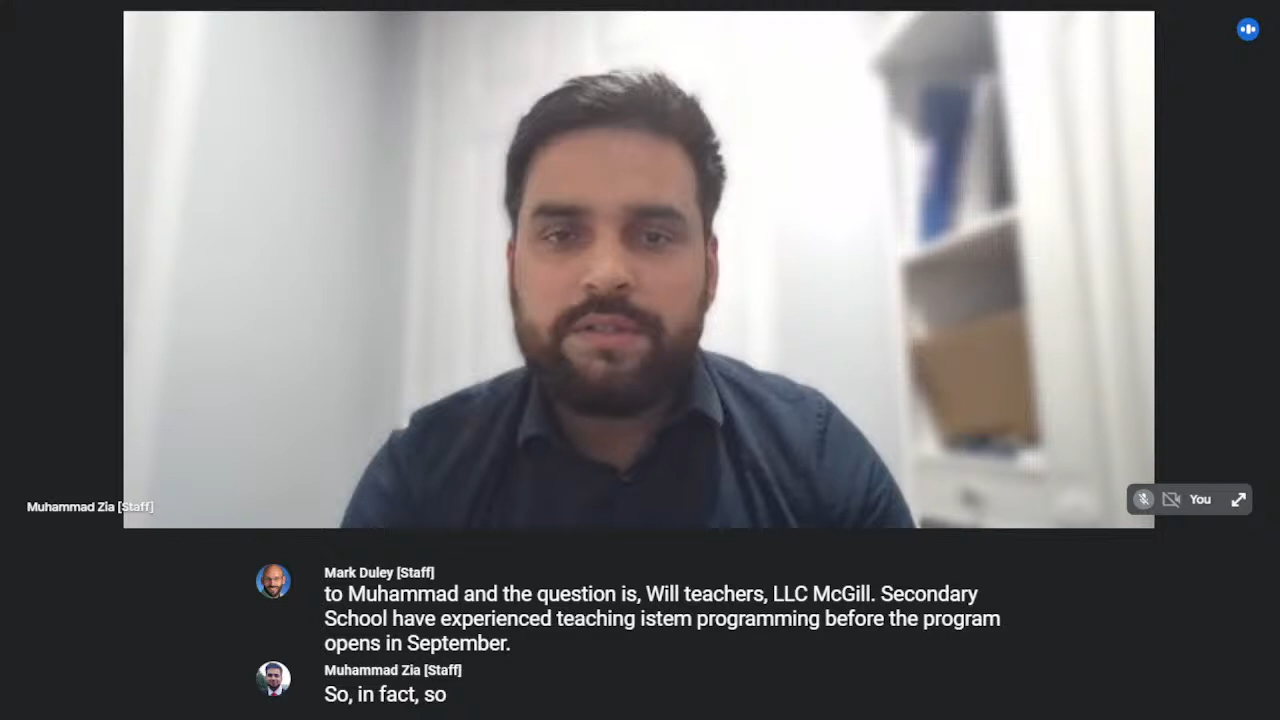 Muhammad Zia [Staff]
You
Mark Duley [Staff]
to Muhammad and the question is, Will teachers, LLC McGill. Secondary
School have experienced teaching istem programming before the program
opens in September.
Muhammad Zia [Staff]
So, in fact, so